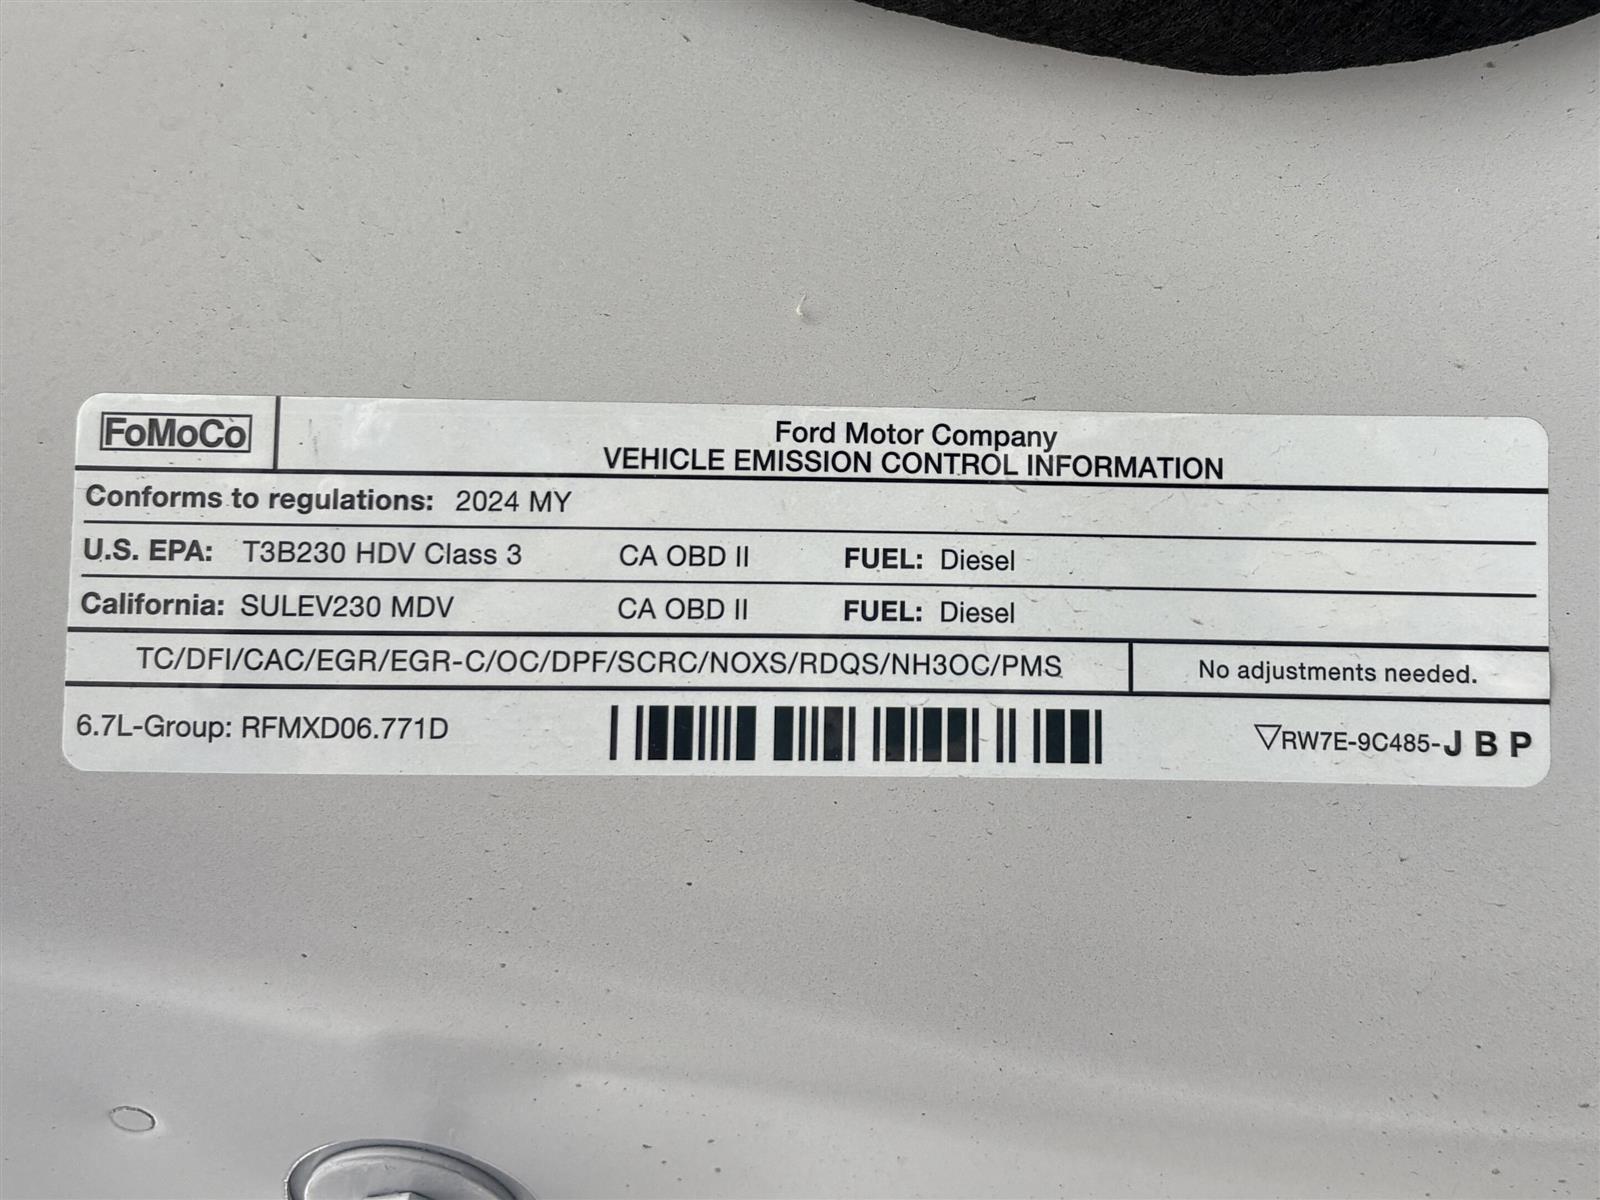 FoMoCo
Ford Motor Company
VEHICLE EMISSION CONTROL INFORMATION
Conforms to regulations: 2024 MY
U.S. EPA: T3B230 HDV Class 3 CA OBD II FUEL: Diesel
California: SULEV230 MDV CA OBD II FUEL: Diesel
TC/DFI/CAC/EGR/EGR-C/OC/DPF/SCRC/NOXS/RDQS/NH3OC/PMS No adjustments needed.
6.7L-Group: RFMXD06.771D RW7E-9C485-J B P